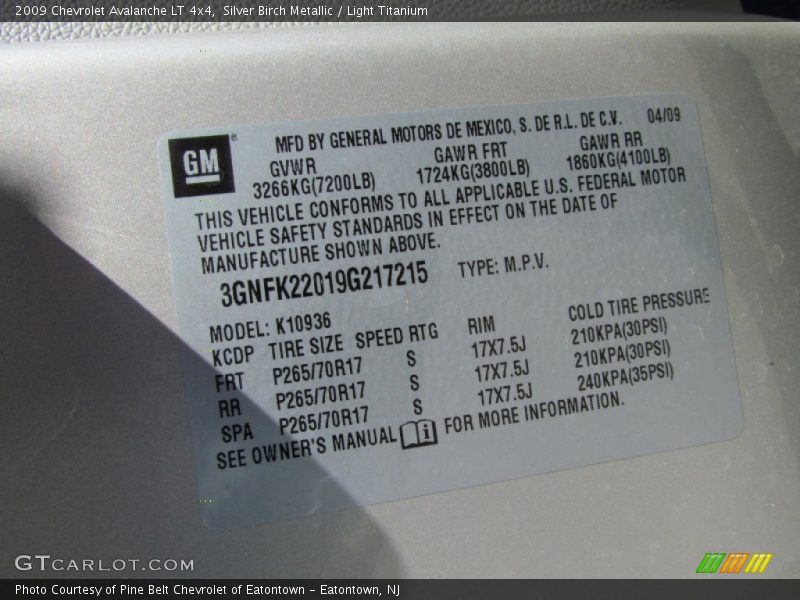 2009 Chevrolet Avalanche LT 4x4, Silver Birch Metallic / Light Titanium
MFD BY GENERAL MOTORS DE MEXICO, S. DE R.L. DE C.V. 04/09
GM
GVWR GAWR FRT GAWR RR
3266KG(7200LB) 1724KG(3800LB) 1860KG(4100LB)
THIS VEHICLE CONFORMS TO ALL APPLICABLE U.S. FEDERAL MOTOR
VEHICLE SAFETY STANDARDS IN EFFECT ON THE DATE OF
MANUFACTURE SHOWN ABOVE.
3GNFK22019G217215 TYPE: M.P.V.
MODEL: K10936
KCDP TIRE SIZE SPEED RTG RIM COLD TIRE PRESSURE
FRT P265/70R17 S 17X7.5J 210KPA(30PSI)
RR P265/70R17 S 17X7.5J 210KPA(30PSI)
SPA P265/70R17 S 17X7.5J 240KPA(35PSI)
SEE OWNER'S MANUAL FOR MORE INFORMATION.
GTCARLOT.COM
Photo Courtesy of Pine Belt Chevrolet of Eatontown - Eatontown, NJ